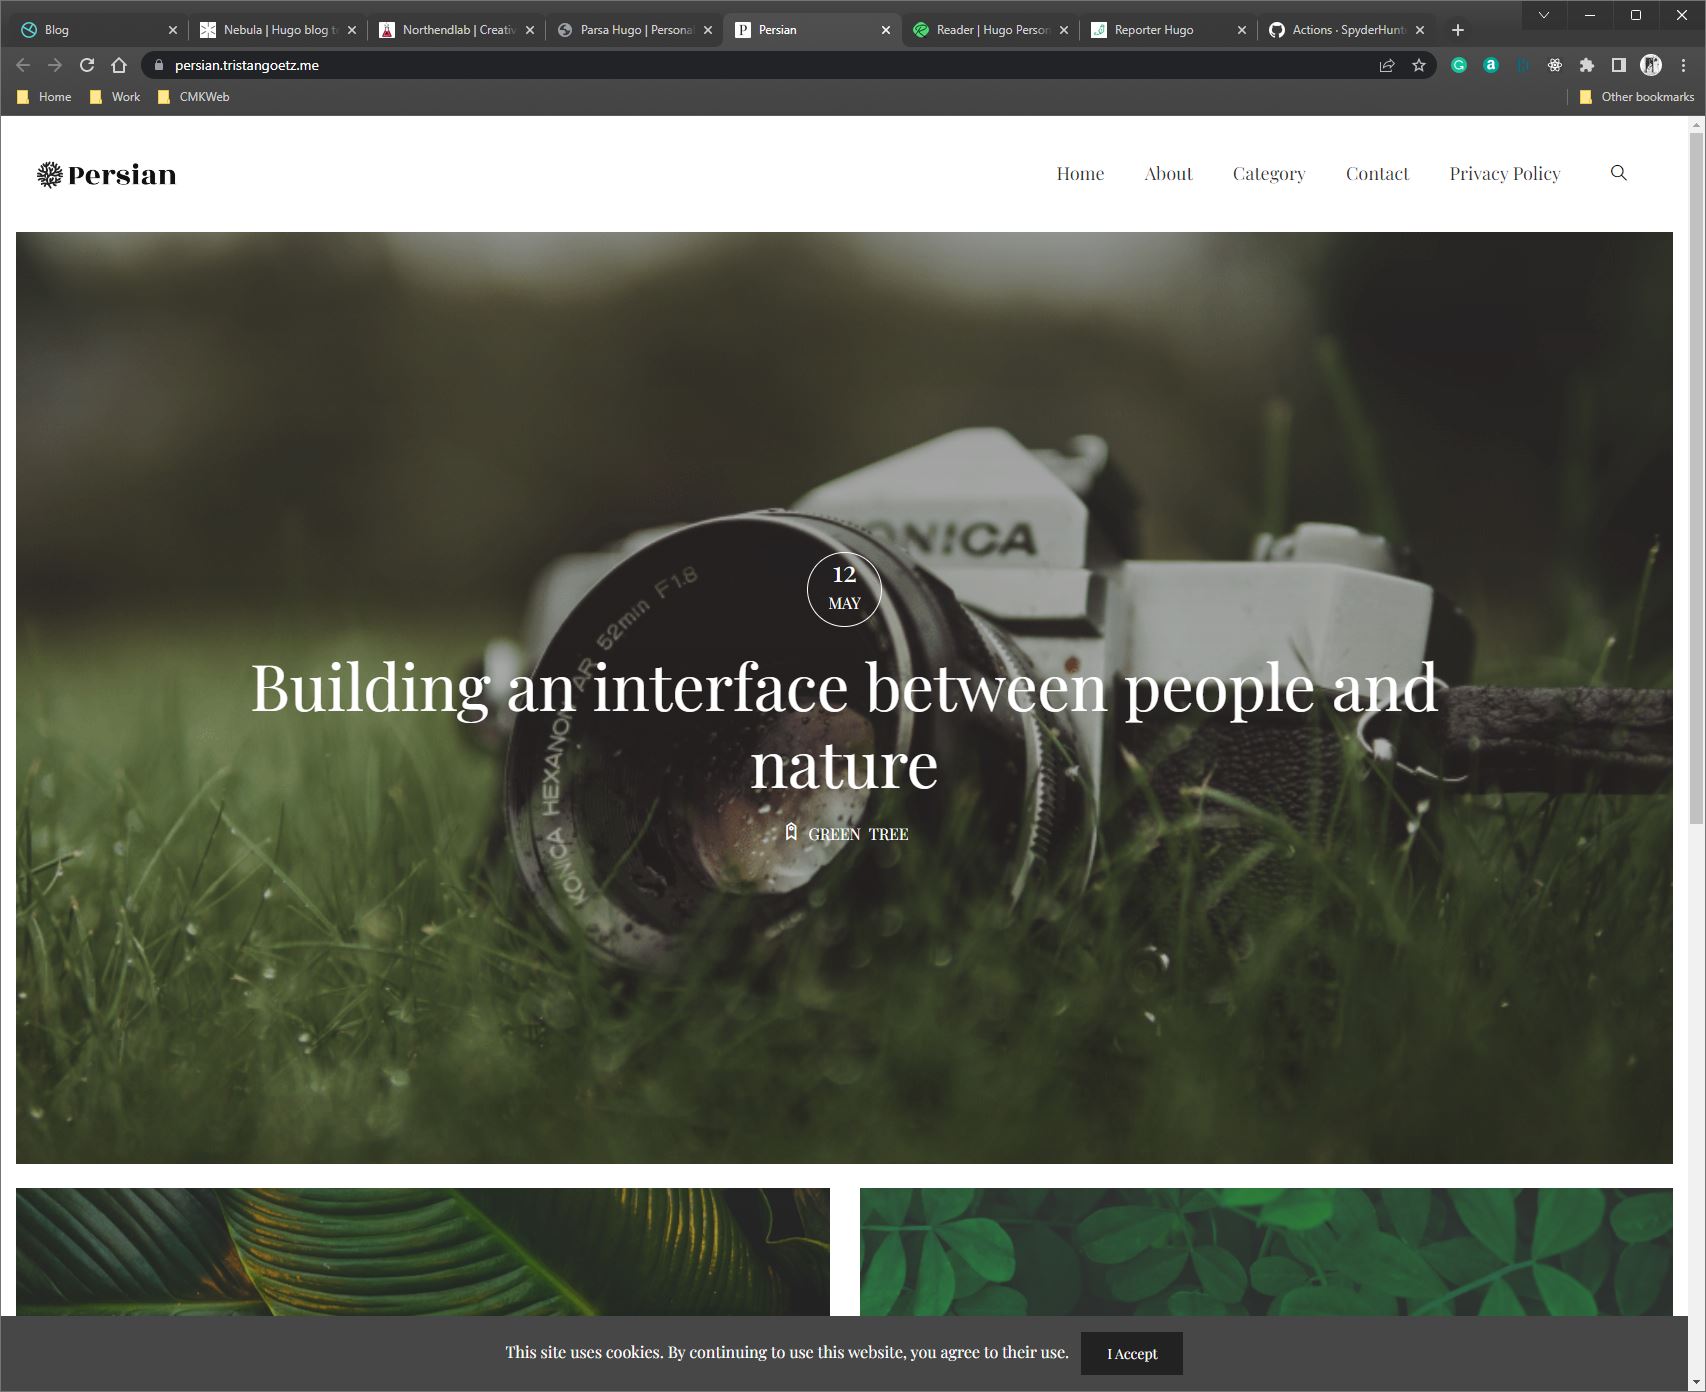 Blog
Nebula | Hugo blog t
Northendlab | Creativ
Parsa Hugo | Personal
Persian
Reader | Hugo Person
Reporter Hugo
Actions · SpyderHunt
persian.tristangoetz.me
Home
Work
CMKWeb
Other bookmarks
Persian
Home
About
Category
Contact
Privacy Policy
KONICA
AR 52mm F1.8
KONICA HEXANON
12
MAY
Building an interface between people and
nature
GREEN TREE
This site uses cookies. By continuing to use this website, you agree to their use.
I Accept